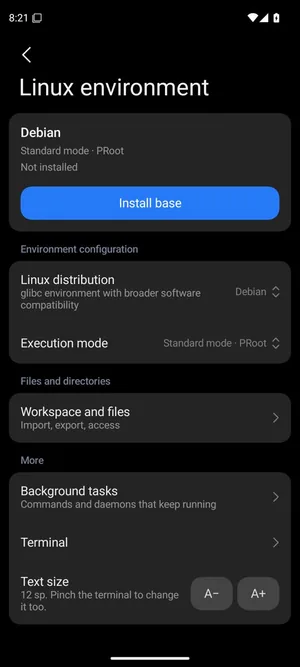 8:21
Linux environment
Debian
Standard mode · PRoot
Not installed
Install base
Environment configuration
Linux distribution
glibc environment with broader software
compatibility
Debian
Execution mode
Standard mode · PRoot
Files and directories
Workspace and files
Import, export, access
More
Background tasks
Commands and daemons that keep running
Terminal
Text size
12 sp. Pinch the terminal to change
it too.
A−
A+